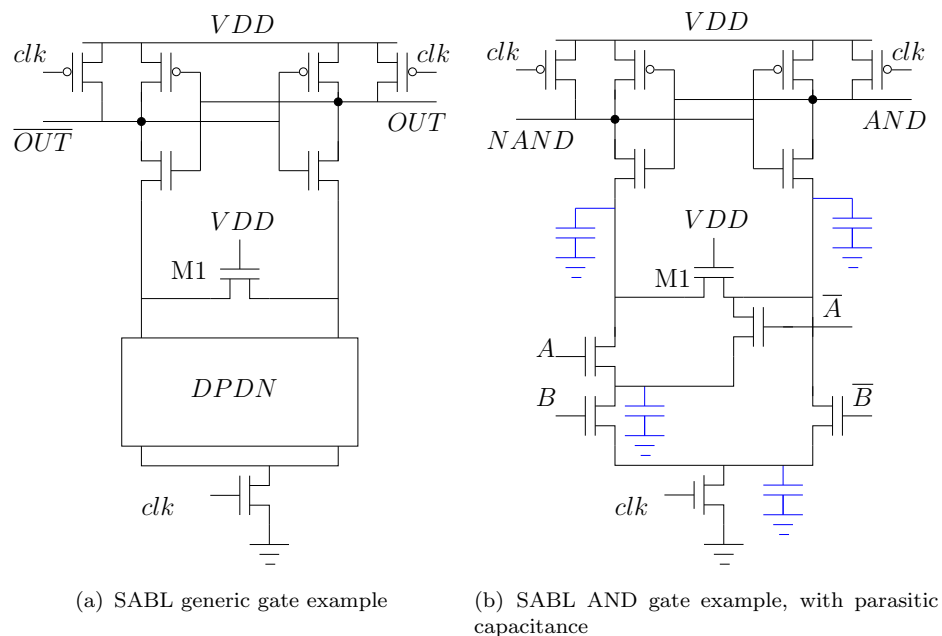 VDD
clk
clk
OUT
OUT
VDD
M1
DPDN
clk
(a) SABL generic gate example
VDD
clk
clk
NAND
AND
VDD
M1
A
A
B
B
clk
(b) SABL AND gate example, with parasitic
capacitance